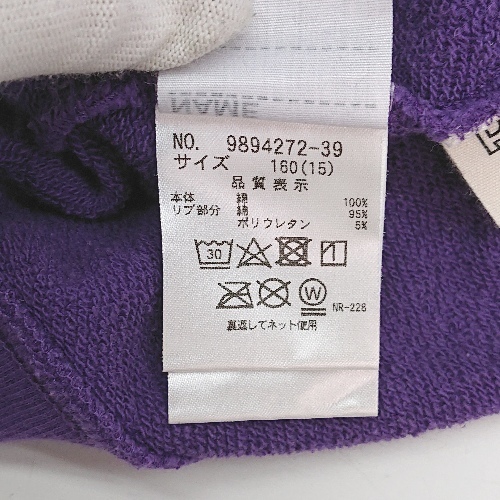 NAME
NO. 9894272-39
サイズ 160(15)
品質表示
本体 綿 100%
リブ部分 綿 95%
ポリウレタン 5%
30
W
NR-228
裏返してネット使用